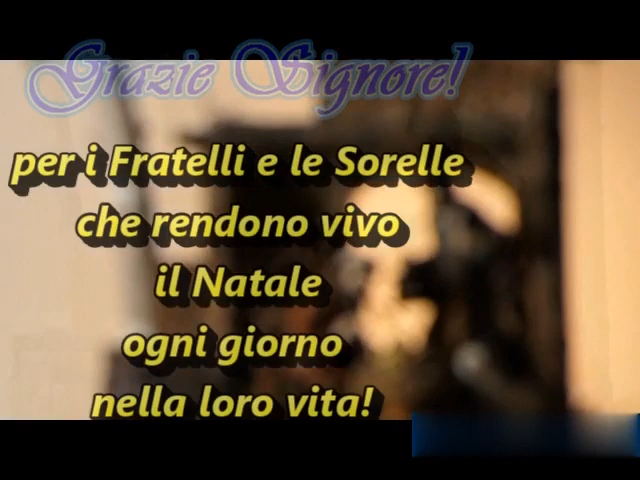 Grazie Signore!
per i Fratelli e le Sorelle
che rendono vivo
il Natale
ogni giorno
nella loro vita!